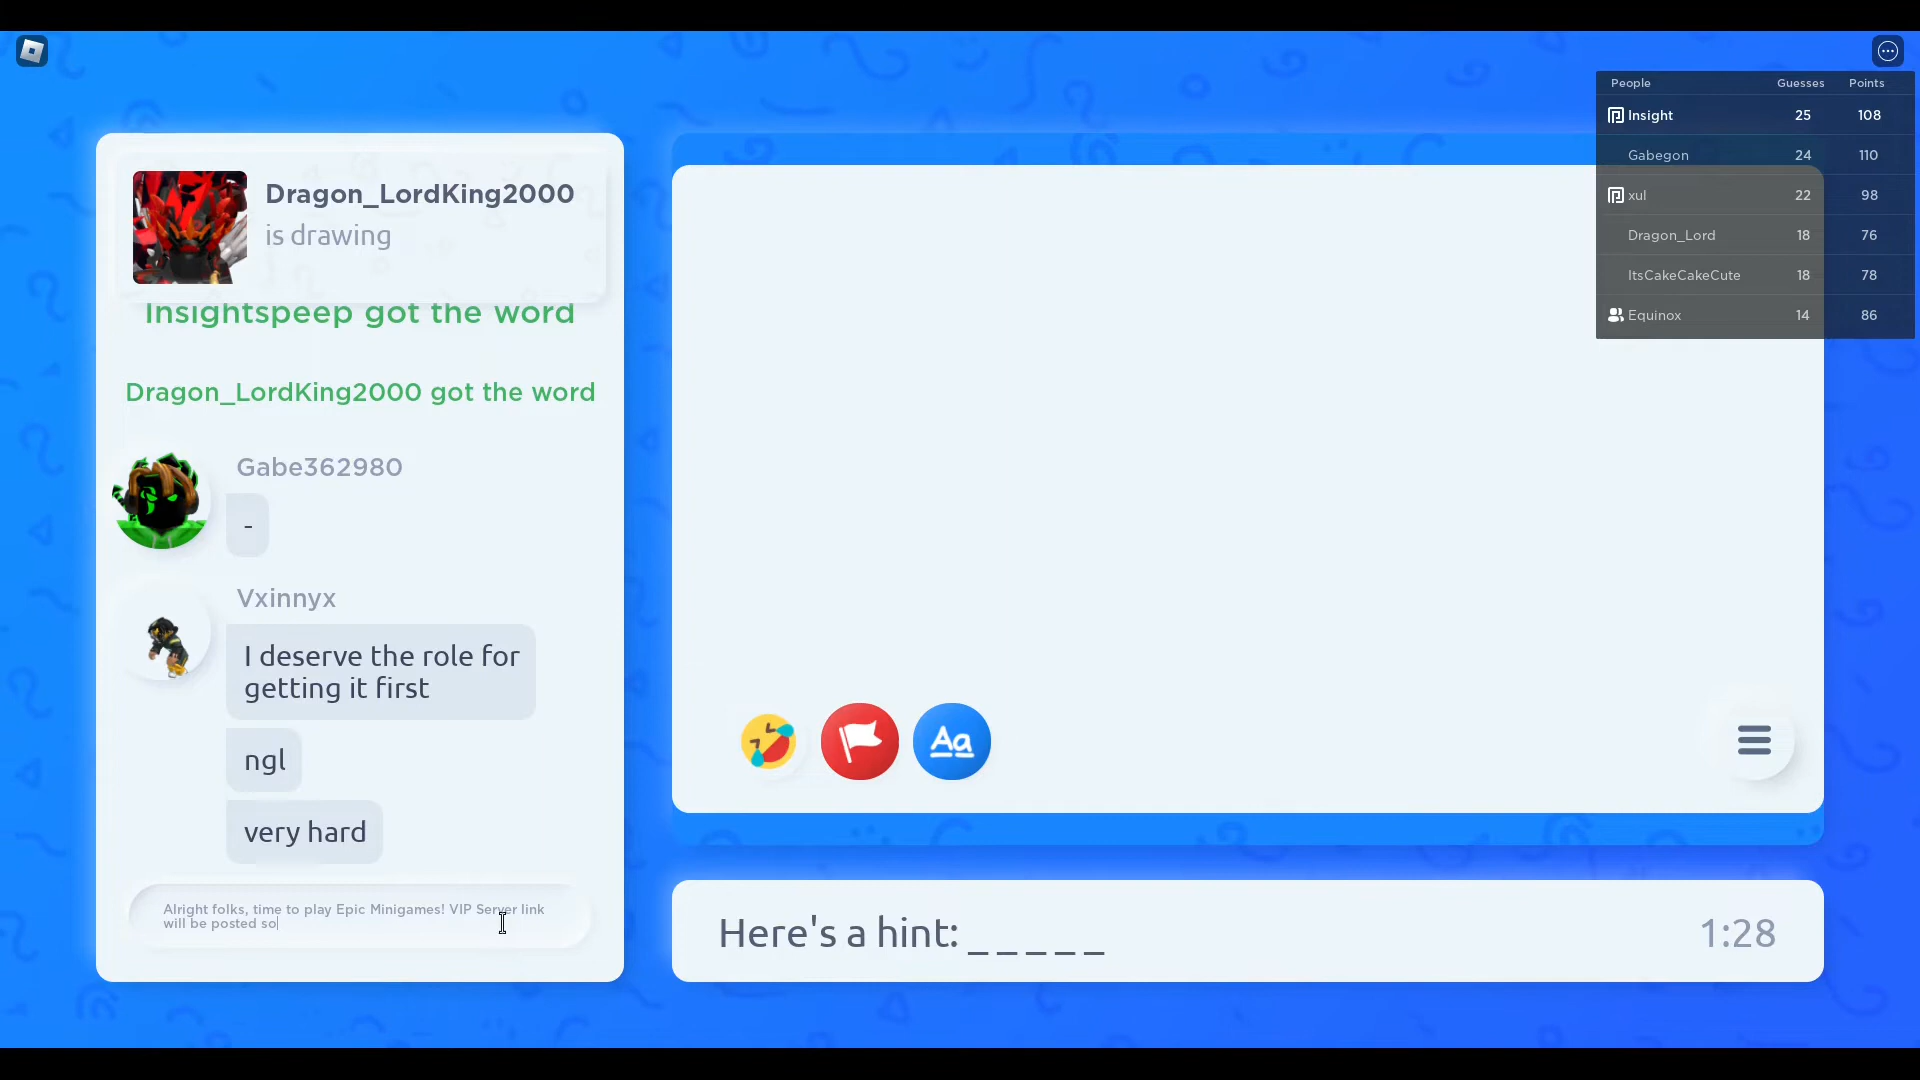 Dragon_LordKing2000
is drawing
Insightspeep got the word
Dragon_LordKing2000 got the word
Gabe362980
-
Vxinnyx
I deserve the role for
getting it first
ngl
very hard
Alright folks, time to play Epic Minigames! VIP Server link
will be posted so
Aa
Here's a hint: _ _ _ _ _
1:28
People Guesses Points
Insight 25 108
Gabegon 24 110
xul 22 98
Dragon_Lord 18 76
ItsCakeCakeCute 18 78
Equinox 14 86